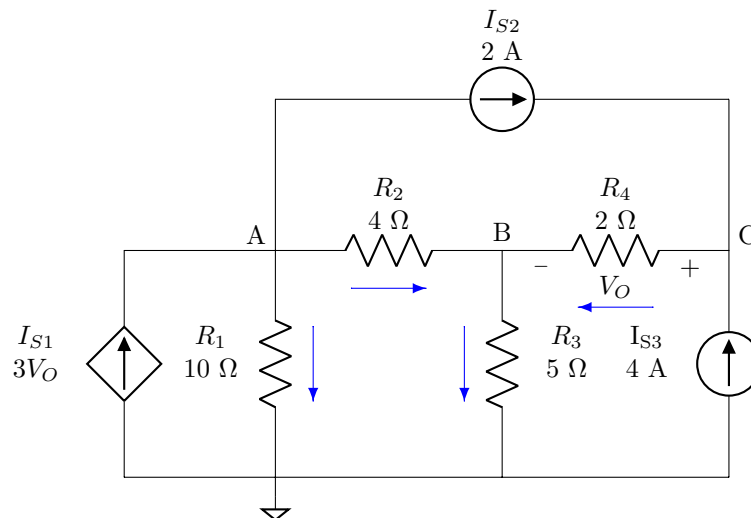 I_S2
2 A
R_2
4 Ω
R_4
2 Ω
A
B
C
–
+
V_O
I_S1
3V_O
R_1
10 Ω
R_3
5 Ω
I_S3
4 A